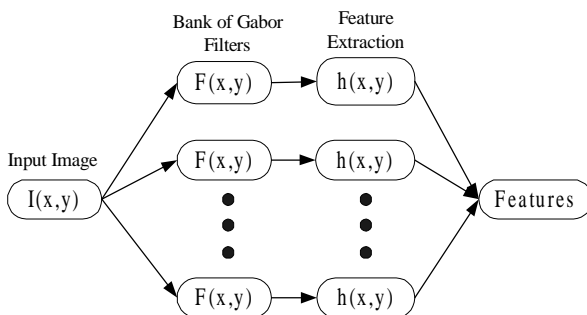 Bank of Gabor
Filters
Feature
Extraction
F(x,y)
h(x,y)
Input Image
F(x,y)
h(x,y)
I(x,y)
Features
F(x,y)
h(x,y)